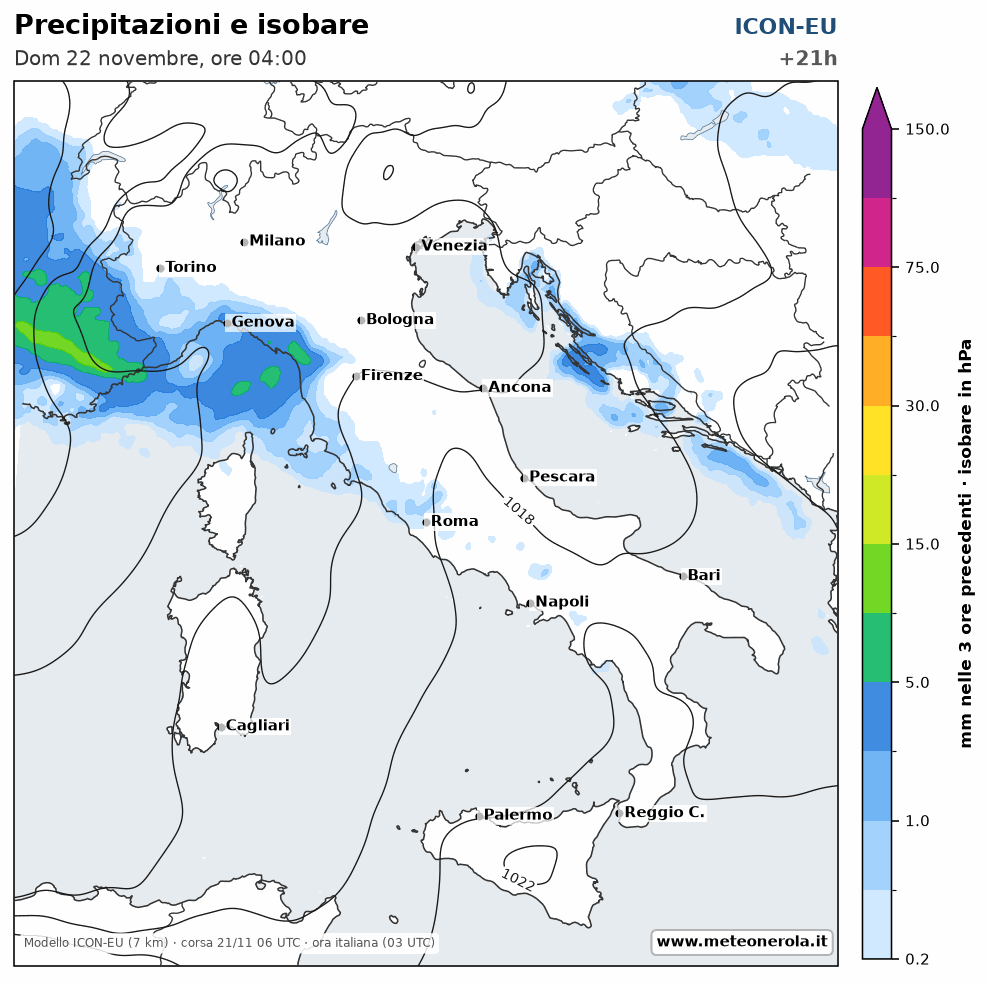 Precipitazioni e isobare
ICON-EU
Dom 22 novembre, ore 04:00
+21h
150.0
75.0
30.0
15.0
5.0
1.0
0.2
mm nelle 3 ore precedenti · isobare in hPa
Milano
Venezia
Torino
Genova
Bologna
Firenze
Ancona
Pescara
1018
Roma
Bari
Napoli
Cagliari
Palermo
Reggio C.
1022
Modello ICON-EU (7 km) · corsa 21/11 06 UTC · ora italiana (03 UTC)
www.meteonerola.it